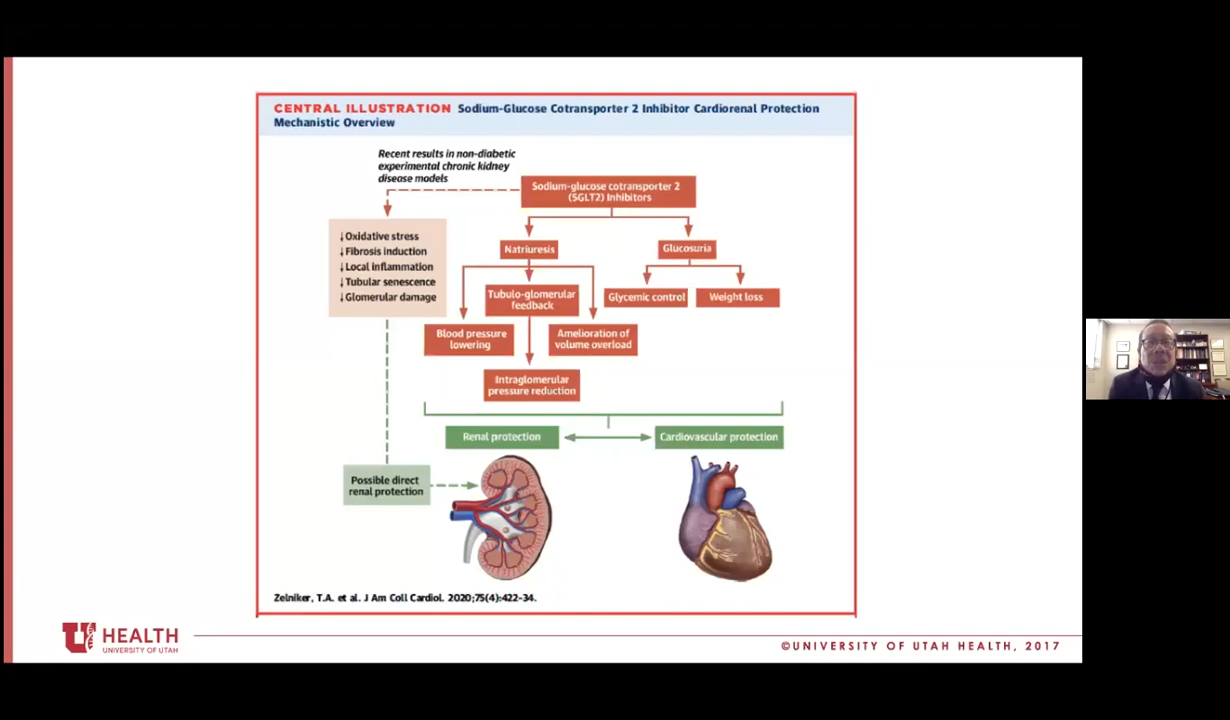 CENTRAL ILLUSTRATION Sodium-Glucose Cotransporter 2 Inhibitor Cardiorenal Protection
Mechanistic Overview
Recent results in non-diabetic
experimental chronic kidney
disease models
Sodium-glucose cotransporter 2
(SGLT2) Inhibitors
↓Oxidative stress
↓Fibrosis induction
↓Local inflammation
↓Tubular senescence
↓Glomerular damage
Natriuresis
Glucosuria
Tubulo-glomerular
feedback
Glycemic control
Weight loss
Blood pressure
lowering
Amelioration of
volume overload
Intraglomerular
pressure reduction
Renal protection
Cardiovascular protection
Possible direct
renal protection
Zelniker, T.A. et al. J Am Coll Cardiol. 2020;75(4):422-34.
U HEALTH
UNIVERSITY OF UTAH
©UNIVERSITY OF UTAH HEALTH, 2017